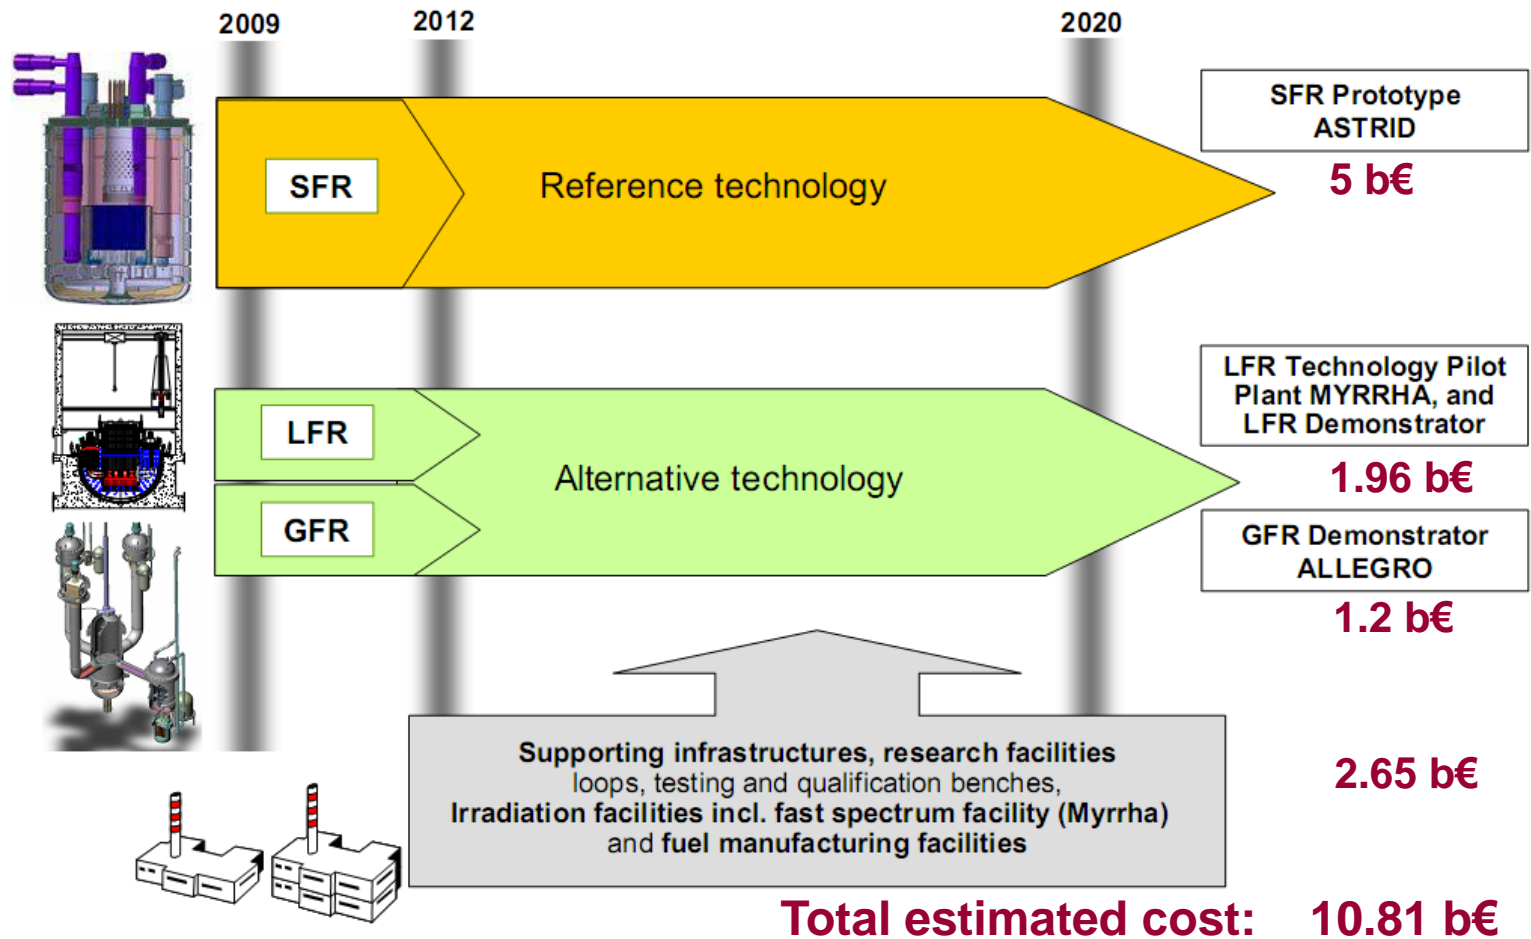 2009
2012
2020
SFR
Reference technology
SFR Prototype
ASTRID
5 b€
LFR
GFR
Alternative technology
LFR Technology Pilot
Plant MYRRHA, and
LFR Demonstrator
1.96 b€
GFR Demonstrator
ALLEGRO
1.2 b€
Supporting infrastructures, research facilities
loops, testing and qualification benches,
Irradiation facilities incl. fast spectrum facility (Myrrha)
and fuel manufacturing facilities
2.65 b€
Total estimated cost: 10.81 b€